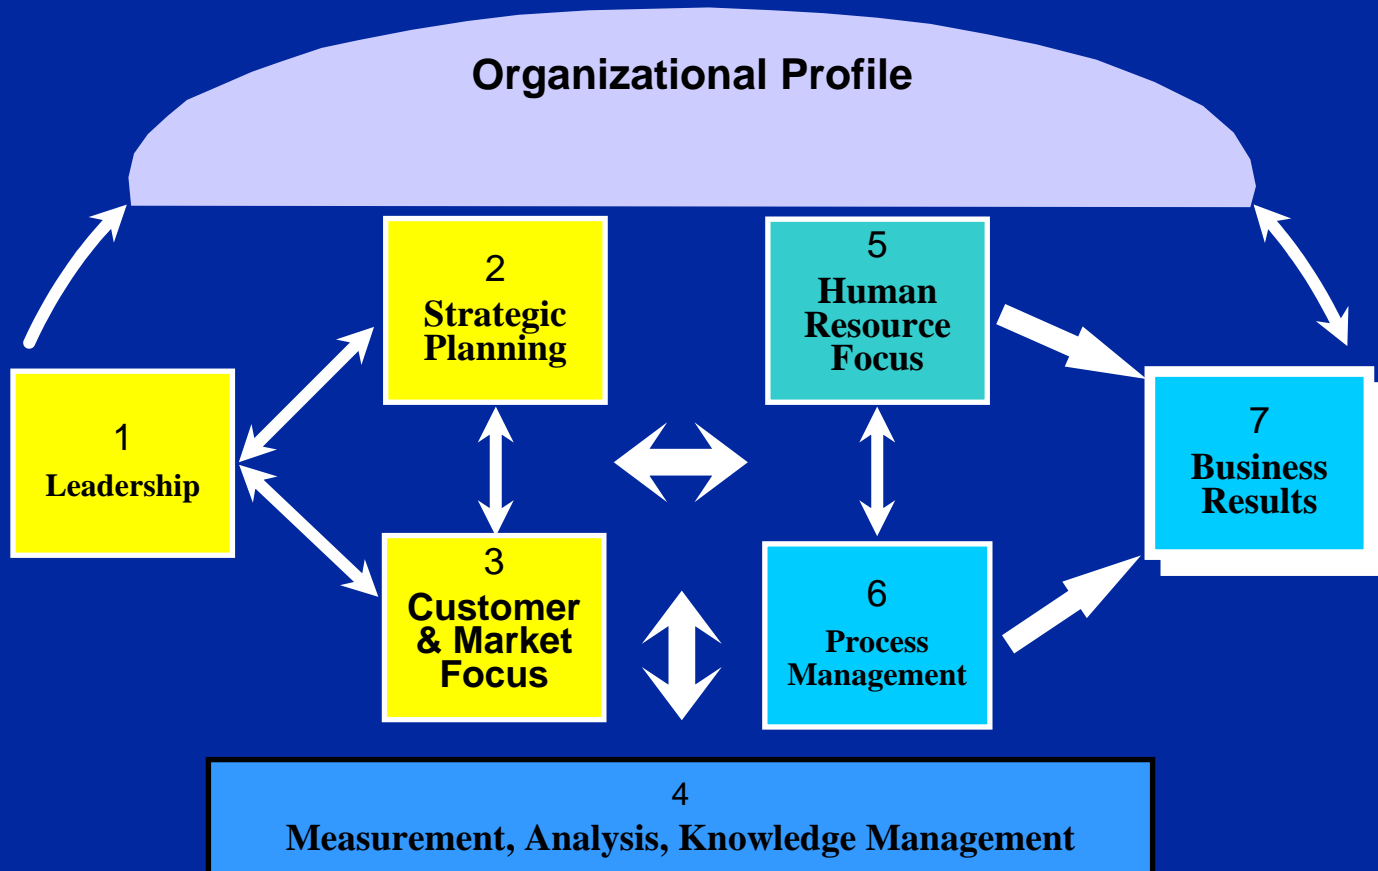 Organizational Profile
2
Strategic
Planning
5
Human
Resource
Focus
1
Leadership
7
Business
Results
3
Customer
& Market
Focus
6
Process
Management
4
Measurement, Analysis, Knowledge Management